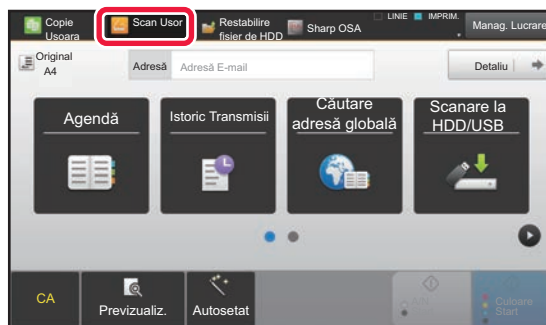 Copie
Usoara
Scan Usor
Restabilire
fisier de HDD
Sharp OSA
LINIE
IMPRIM.
Manag. Lucrare
Original
A4
Adresă
Adresă E-mail
Detaliu
Agendă
Istoric Transmisii
Căutare
adresă globală
Scanare la
HDD/USB
CA
Previzualiz.
Autosetat
Culoare
Start